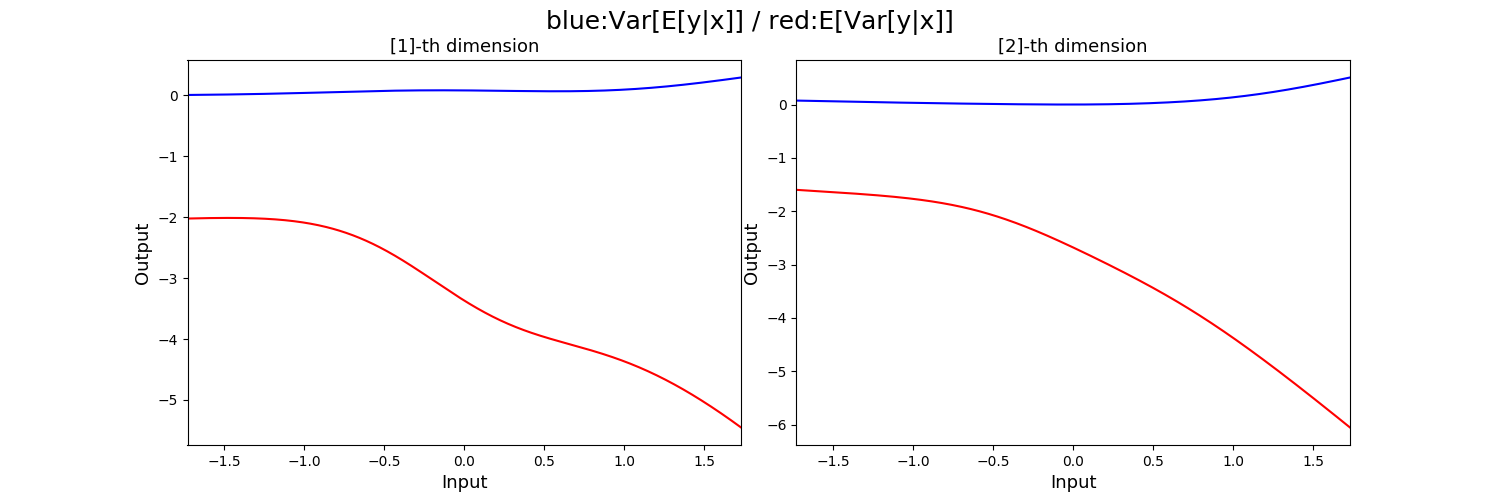 blue:Var[E[y|x]] / red:E[Var[y|x]]
[1]-th dimension
0
−1
−2
−3
−4
−5
Output
−1.5 −1.0 −0.5 0.0 0.5 1.0 1.5
Input
[2]-th dimension
0
−1
−2
−3
−4
−5
−6
Output
−1.5 −1.0 −0.5 0.0 0.5 1.0 1.5
Input